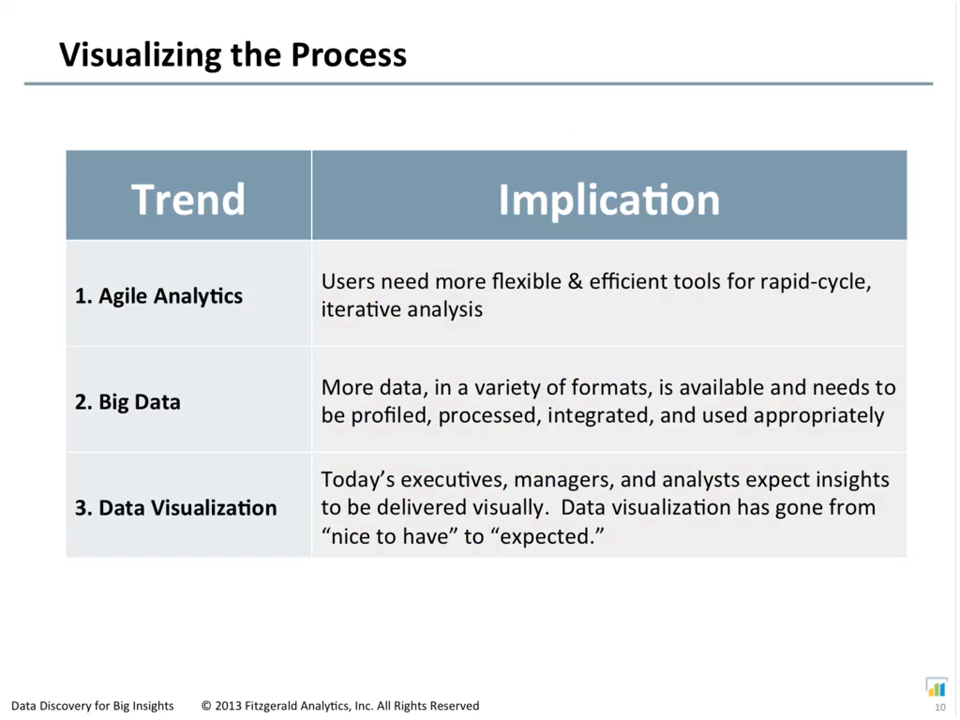 Visualizing the Process
Trend
Implication
1. Agile Analytics
Users need more flexible & efficient tools for rapid-cycle,
iterative analysis
2. Big Data
More data, in a variety of formats, is available and needs to
be profiled, processed, integrated, and used appropriately
3. Data Visualization
Today’s executives, managers, and analysts expect insights
to be delivered visually.  Data visualization has gone from
“nice to have” to “expected.”
Data Discovery for Big Insights
© 2013 Fitzgerald Analytics, Inc. All Rights Reserved
10